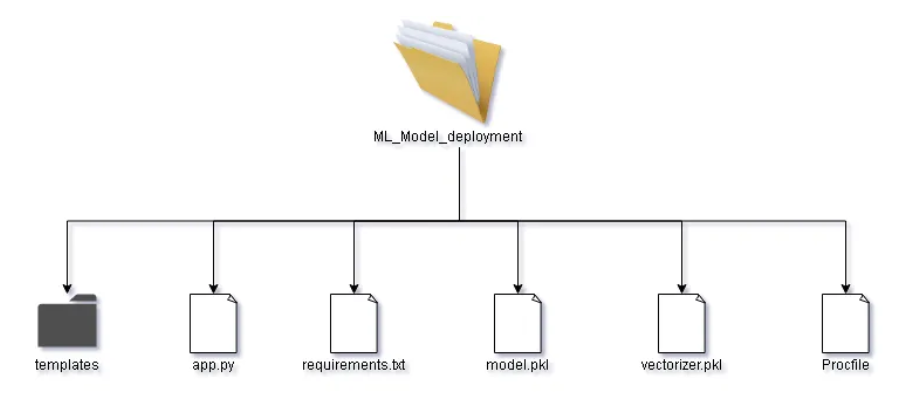 ML_Model_deployment
templates
app.py
requirements.txt
model.pkl
vectorizer.pkl
Procfile